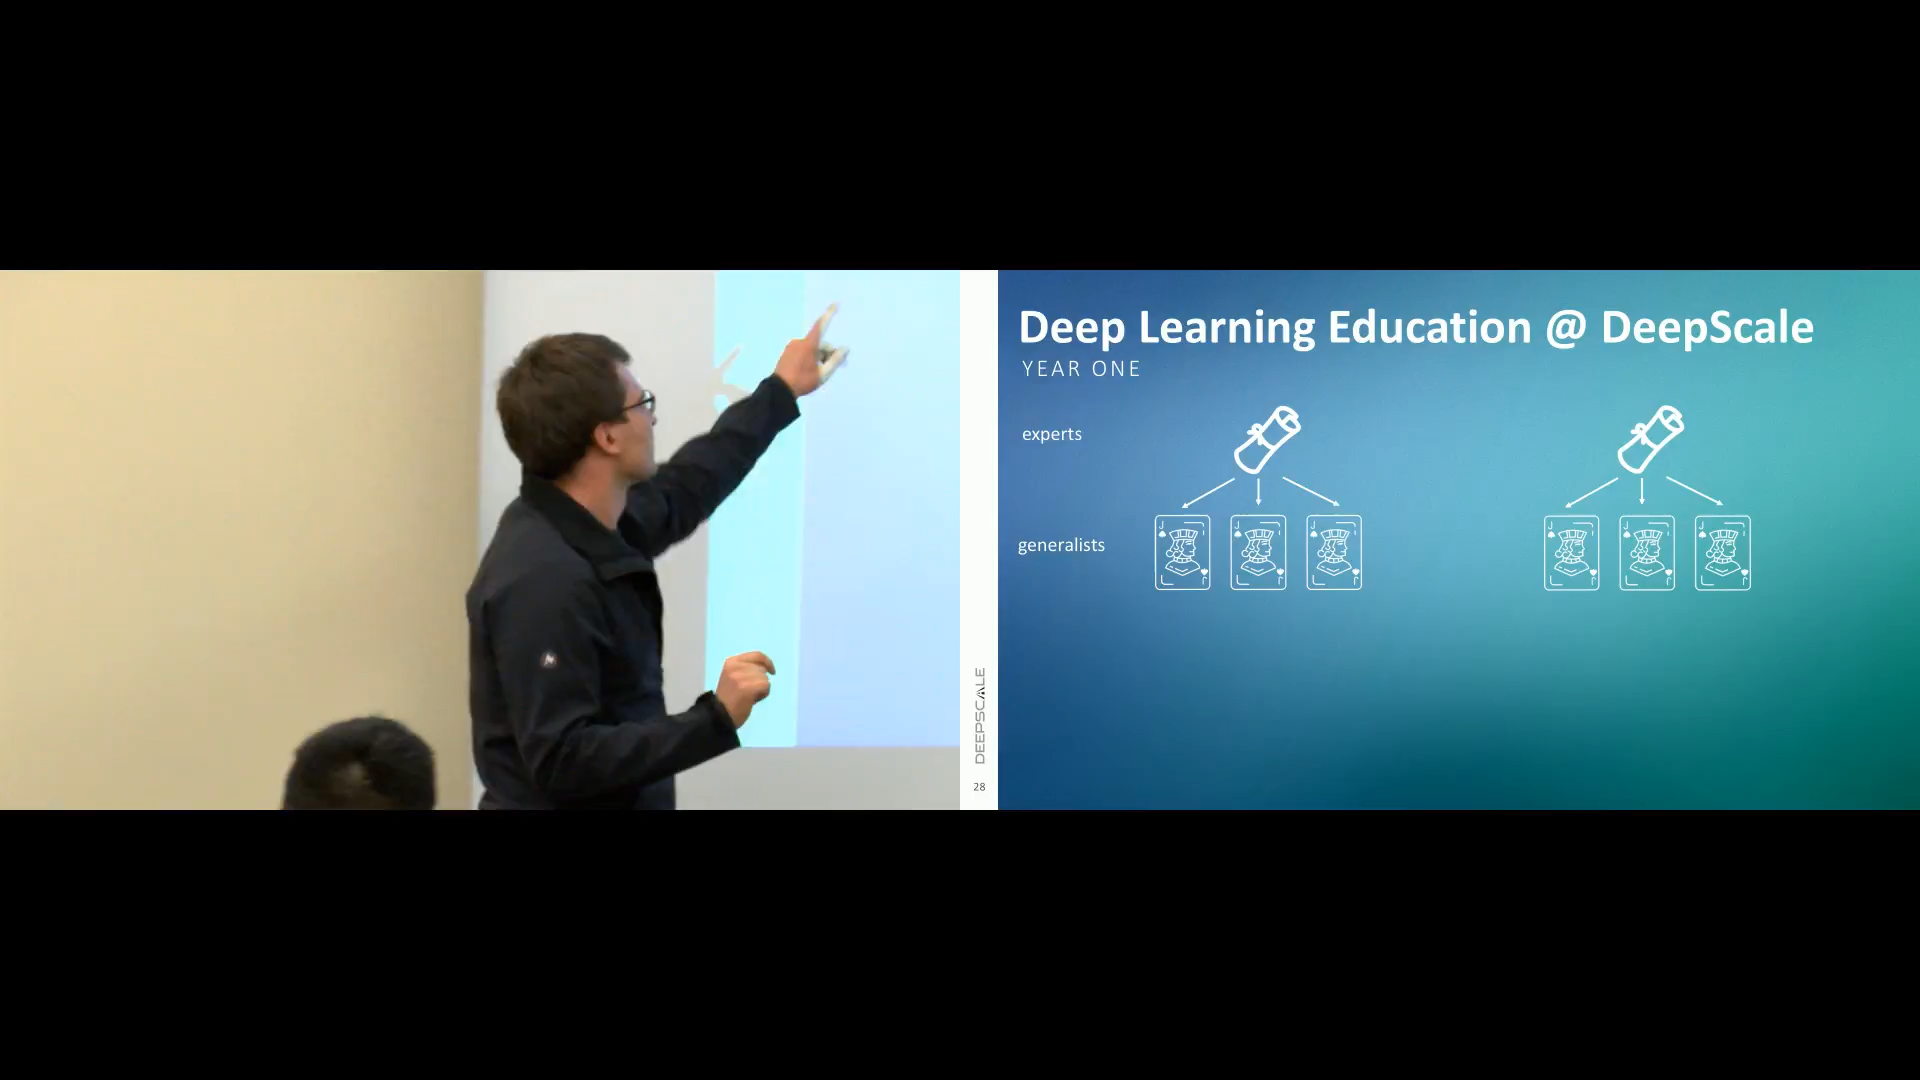 Deep Learning Education @ DeepScale
YEAR ONE
experts
generalists
J J J J J J
J J J J J J
DEEPSCALE
28